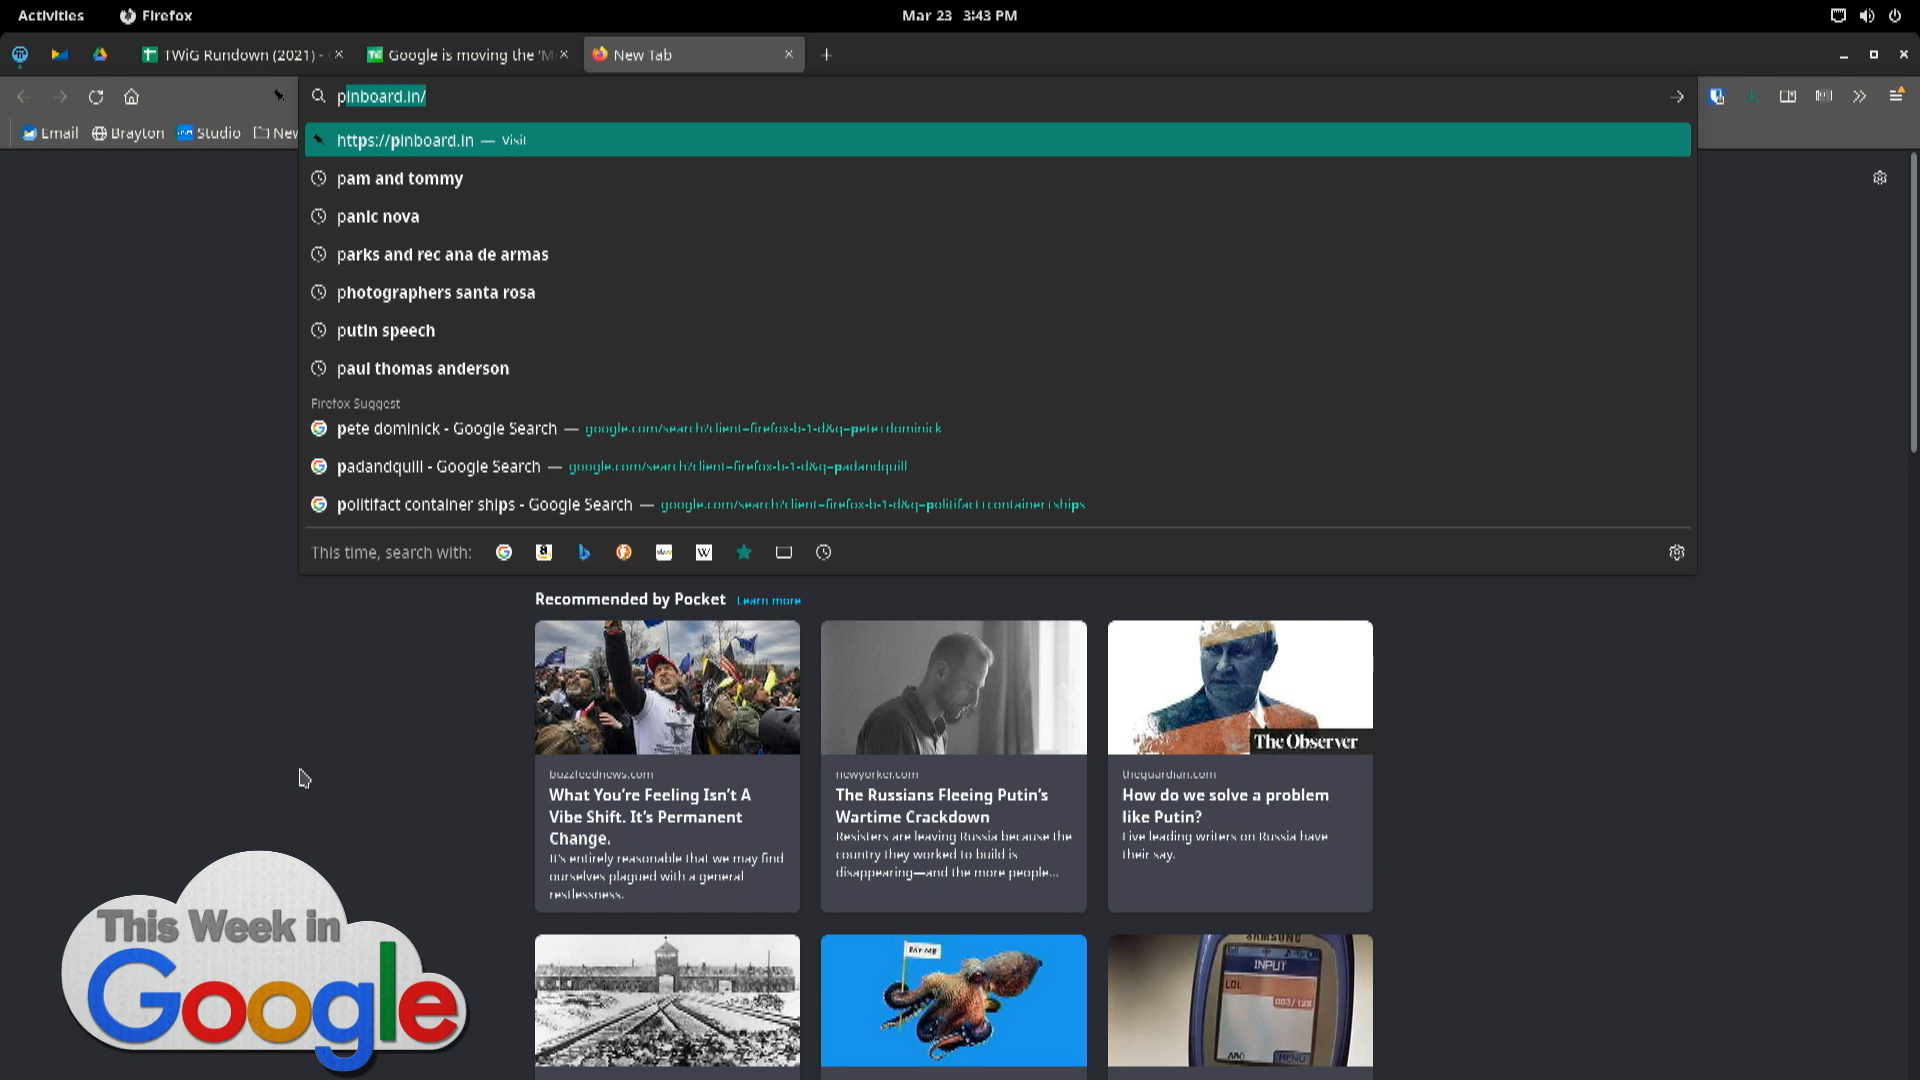 Activities
Firefox
Mar 23 3:43 PM
TWiG Rundown (2021) -
Google is moving the 'M
New Tab
pinboard.in/
Email
Brayton
Studio
New
https://pinboard.in — Visit
pam and tommy
panic nova
parks and rec ana de armas
photographers santa rosa
putin speech
paul thomas anderson
Firefox Suggest
pete dominick - Google Search — google.com/search?client=firefox-b-1-d&q=pete+dominick
padandquill - Google Search — google.com/search?client=firefox-b-1-d&q=padandquill
politifact container ships - Google Search — google.com/search?client=firefox-b-1-d&q=politifact+container+ships
This time, search with:
Recommended by Pocket Learn more
The Observer
buzzfeednews.com
What You're Feeling Isn't A
Vibe Shift. It's Permanent
Change.
It's entirely reasonable that we may find
ourselves plagued with a general
restlessness.
newyorker.com
The Russians Fleeing Putin's
Wartime Crackdown
Resisters are leaving Russia because the
country they worked to build is
disappearing—and the more people...
theguardian.com
How do we solve a problem
like Putin?
Five leading writers on Russia have
their say.
This Week in
Google
EAT ME
SAMSUNG
INPUT
LOL
ABC
MENU